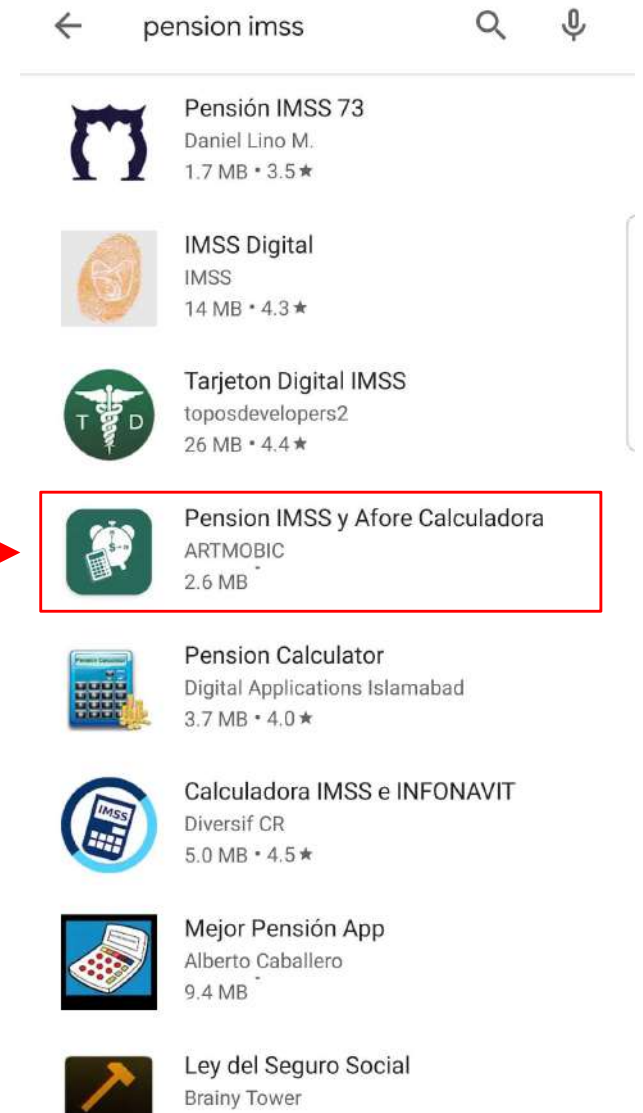 pension imss
Pensión IMSS 73
Daniel Lino M.
1.7 MB • 3.5★
IMSS Digital
IMSS
14 MB • 4.3★
T D
Tarjeton Digital IMSS
toposdevelopers2
26 MB • 4.4★
Pension IMSS y Afore Calculadora
ARTMOBIC
2.6 MB
Pension Calculator
Pension Calculator
Digital Applications Islamabad
3.7 MB • 4.0★
IMSS
Calculadora IMSS e INFONAVIT
Diversif CR
5.0 MB • 4.5★
Mejor Pensión App
Alberto Caballero
9.4 MB
Ley del Seguro Social
Brainy Tower